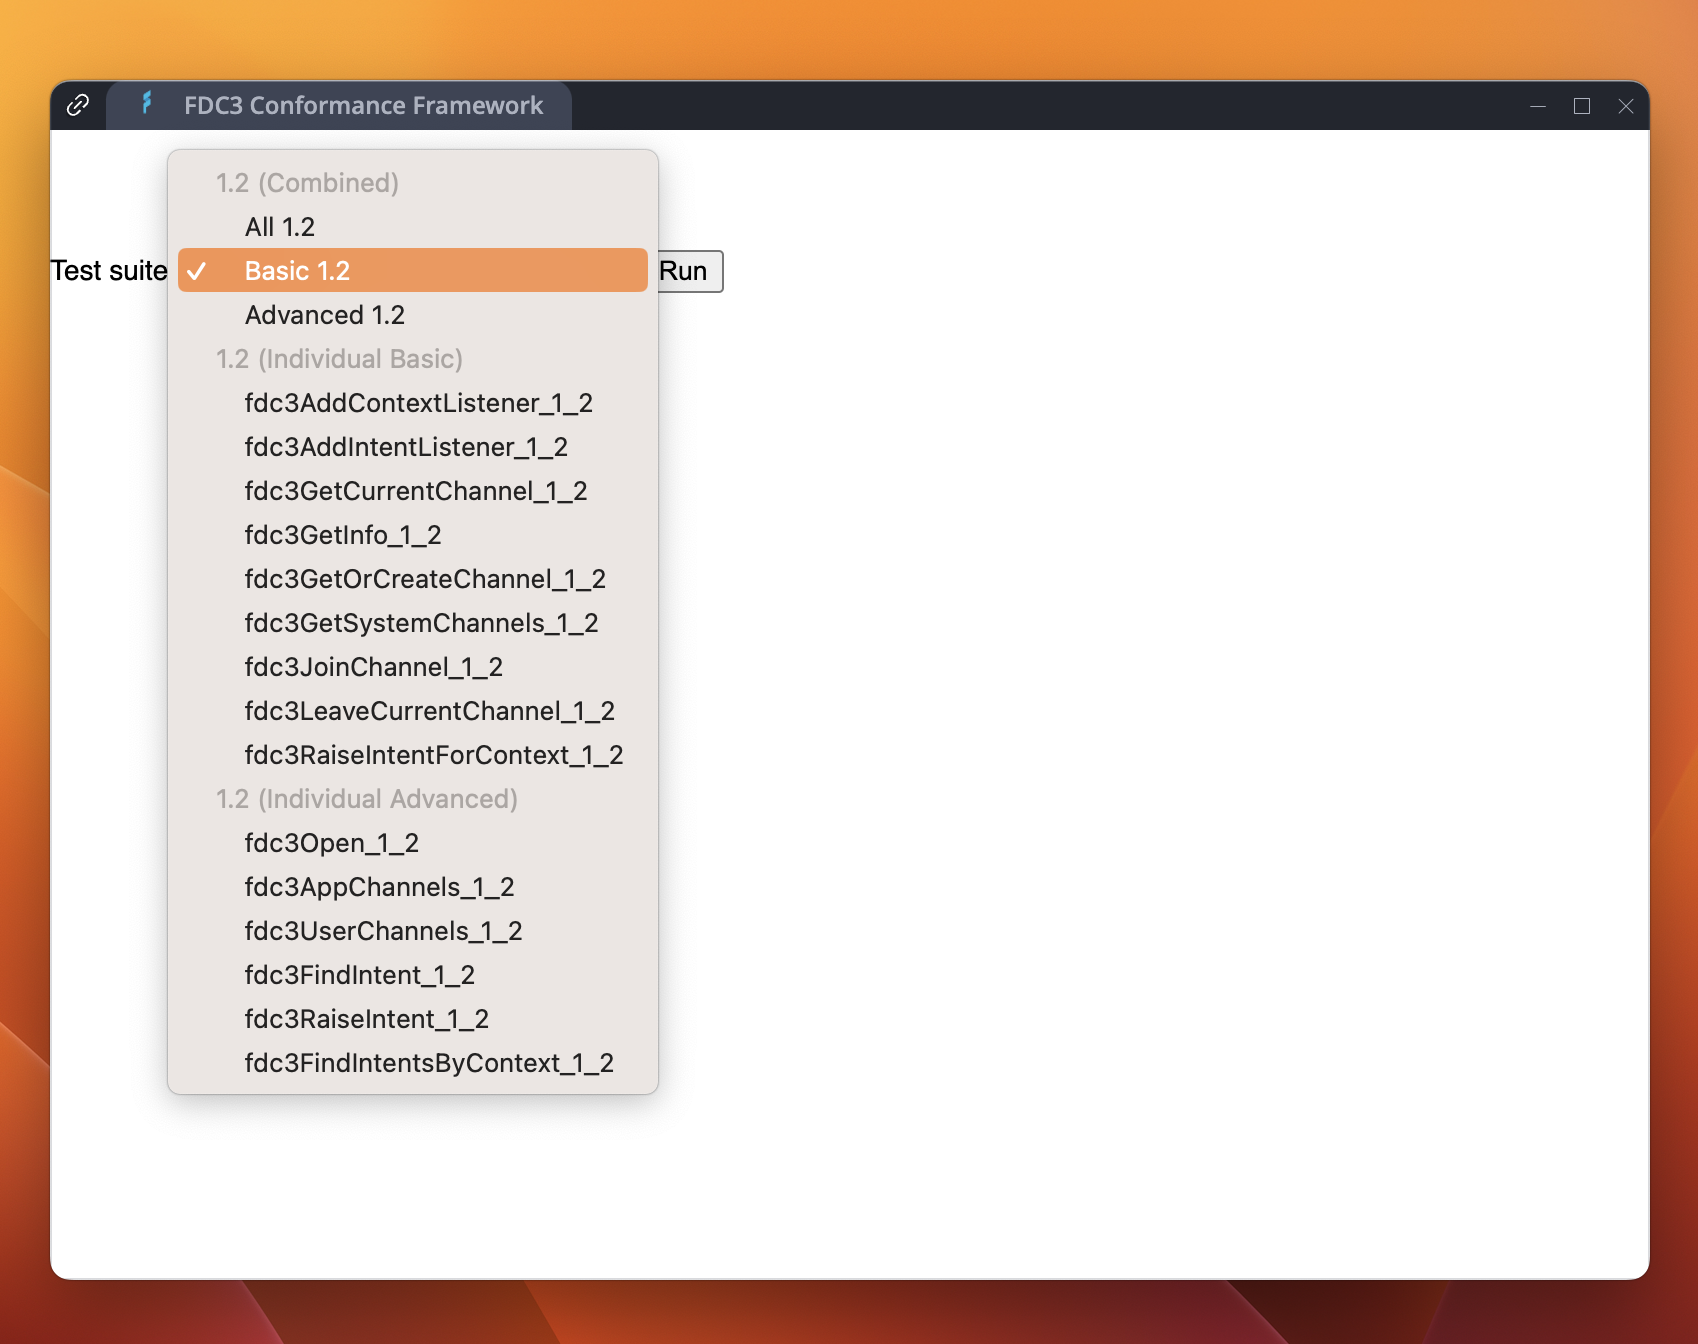 FDC3 Conformance Framework
1.2 (Combined)
All 1.2
Test suite ✓ Basic 1.2 Run
Advanced 1.2
1.2 (Individual Basic)
fdc3AddContextListener_1_2
fdc3AddIntentListener_1_2
fdc3GetCurrentChannel_1_2
fdc3GetInfo_1_2
fdc3GetOrCreateChannel_1_2
fdc3GetSystemChannels_1_2
fdc3JoinChannel_1_2
fdc3LeaveCurrentChannel_1_2
fdc3RaiseIntentForContext_1_2
1.2 (Individual Advanced)
fdc3Open_1_2
fdc3AppChannels_1_2
fdc3UserChannels_1_2
fdc3FindIntent_1_2
fdc3RaiseIntent_1_2
fdc3FindIntentsByContext_1_2